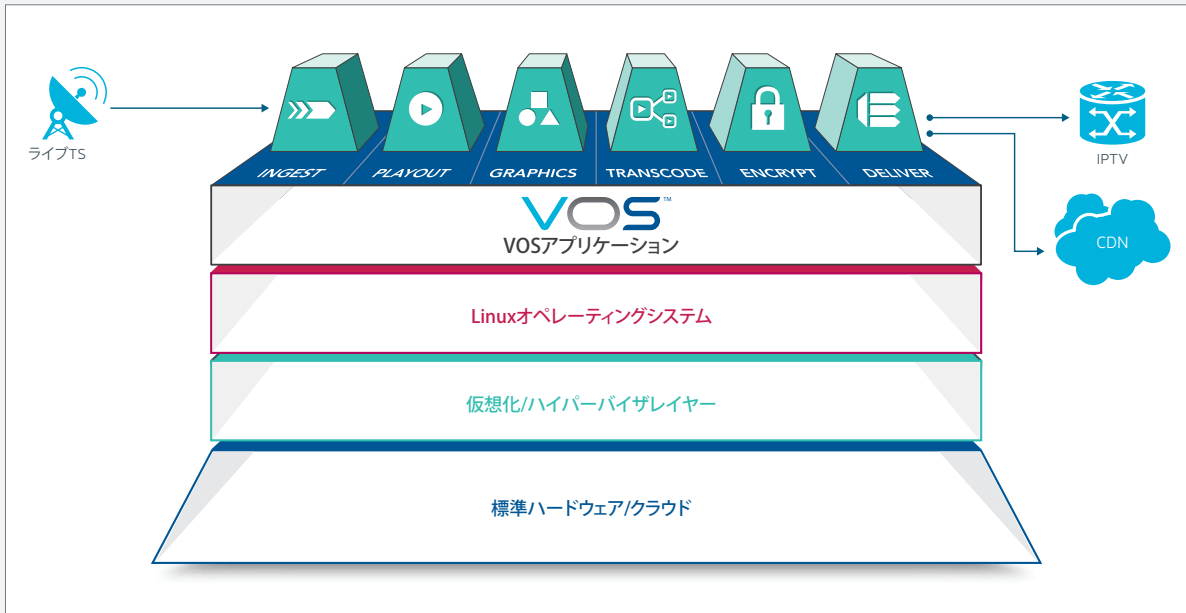 ライブTS
INGEST
PLAYOUT
GRAPHICS
TRANSCODE
ENCRYPT
DELIVER
IPTV
CDN
VOS™
VOSアプリケーション
Linuxオペレーティングシステム
仮想化/ハイパーバイザレイヤー
標準ハードウェア/クラウド